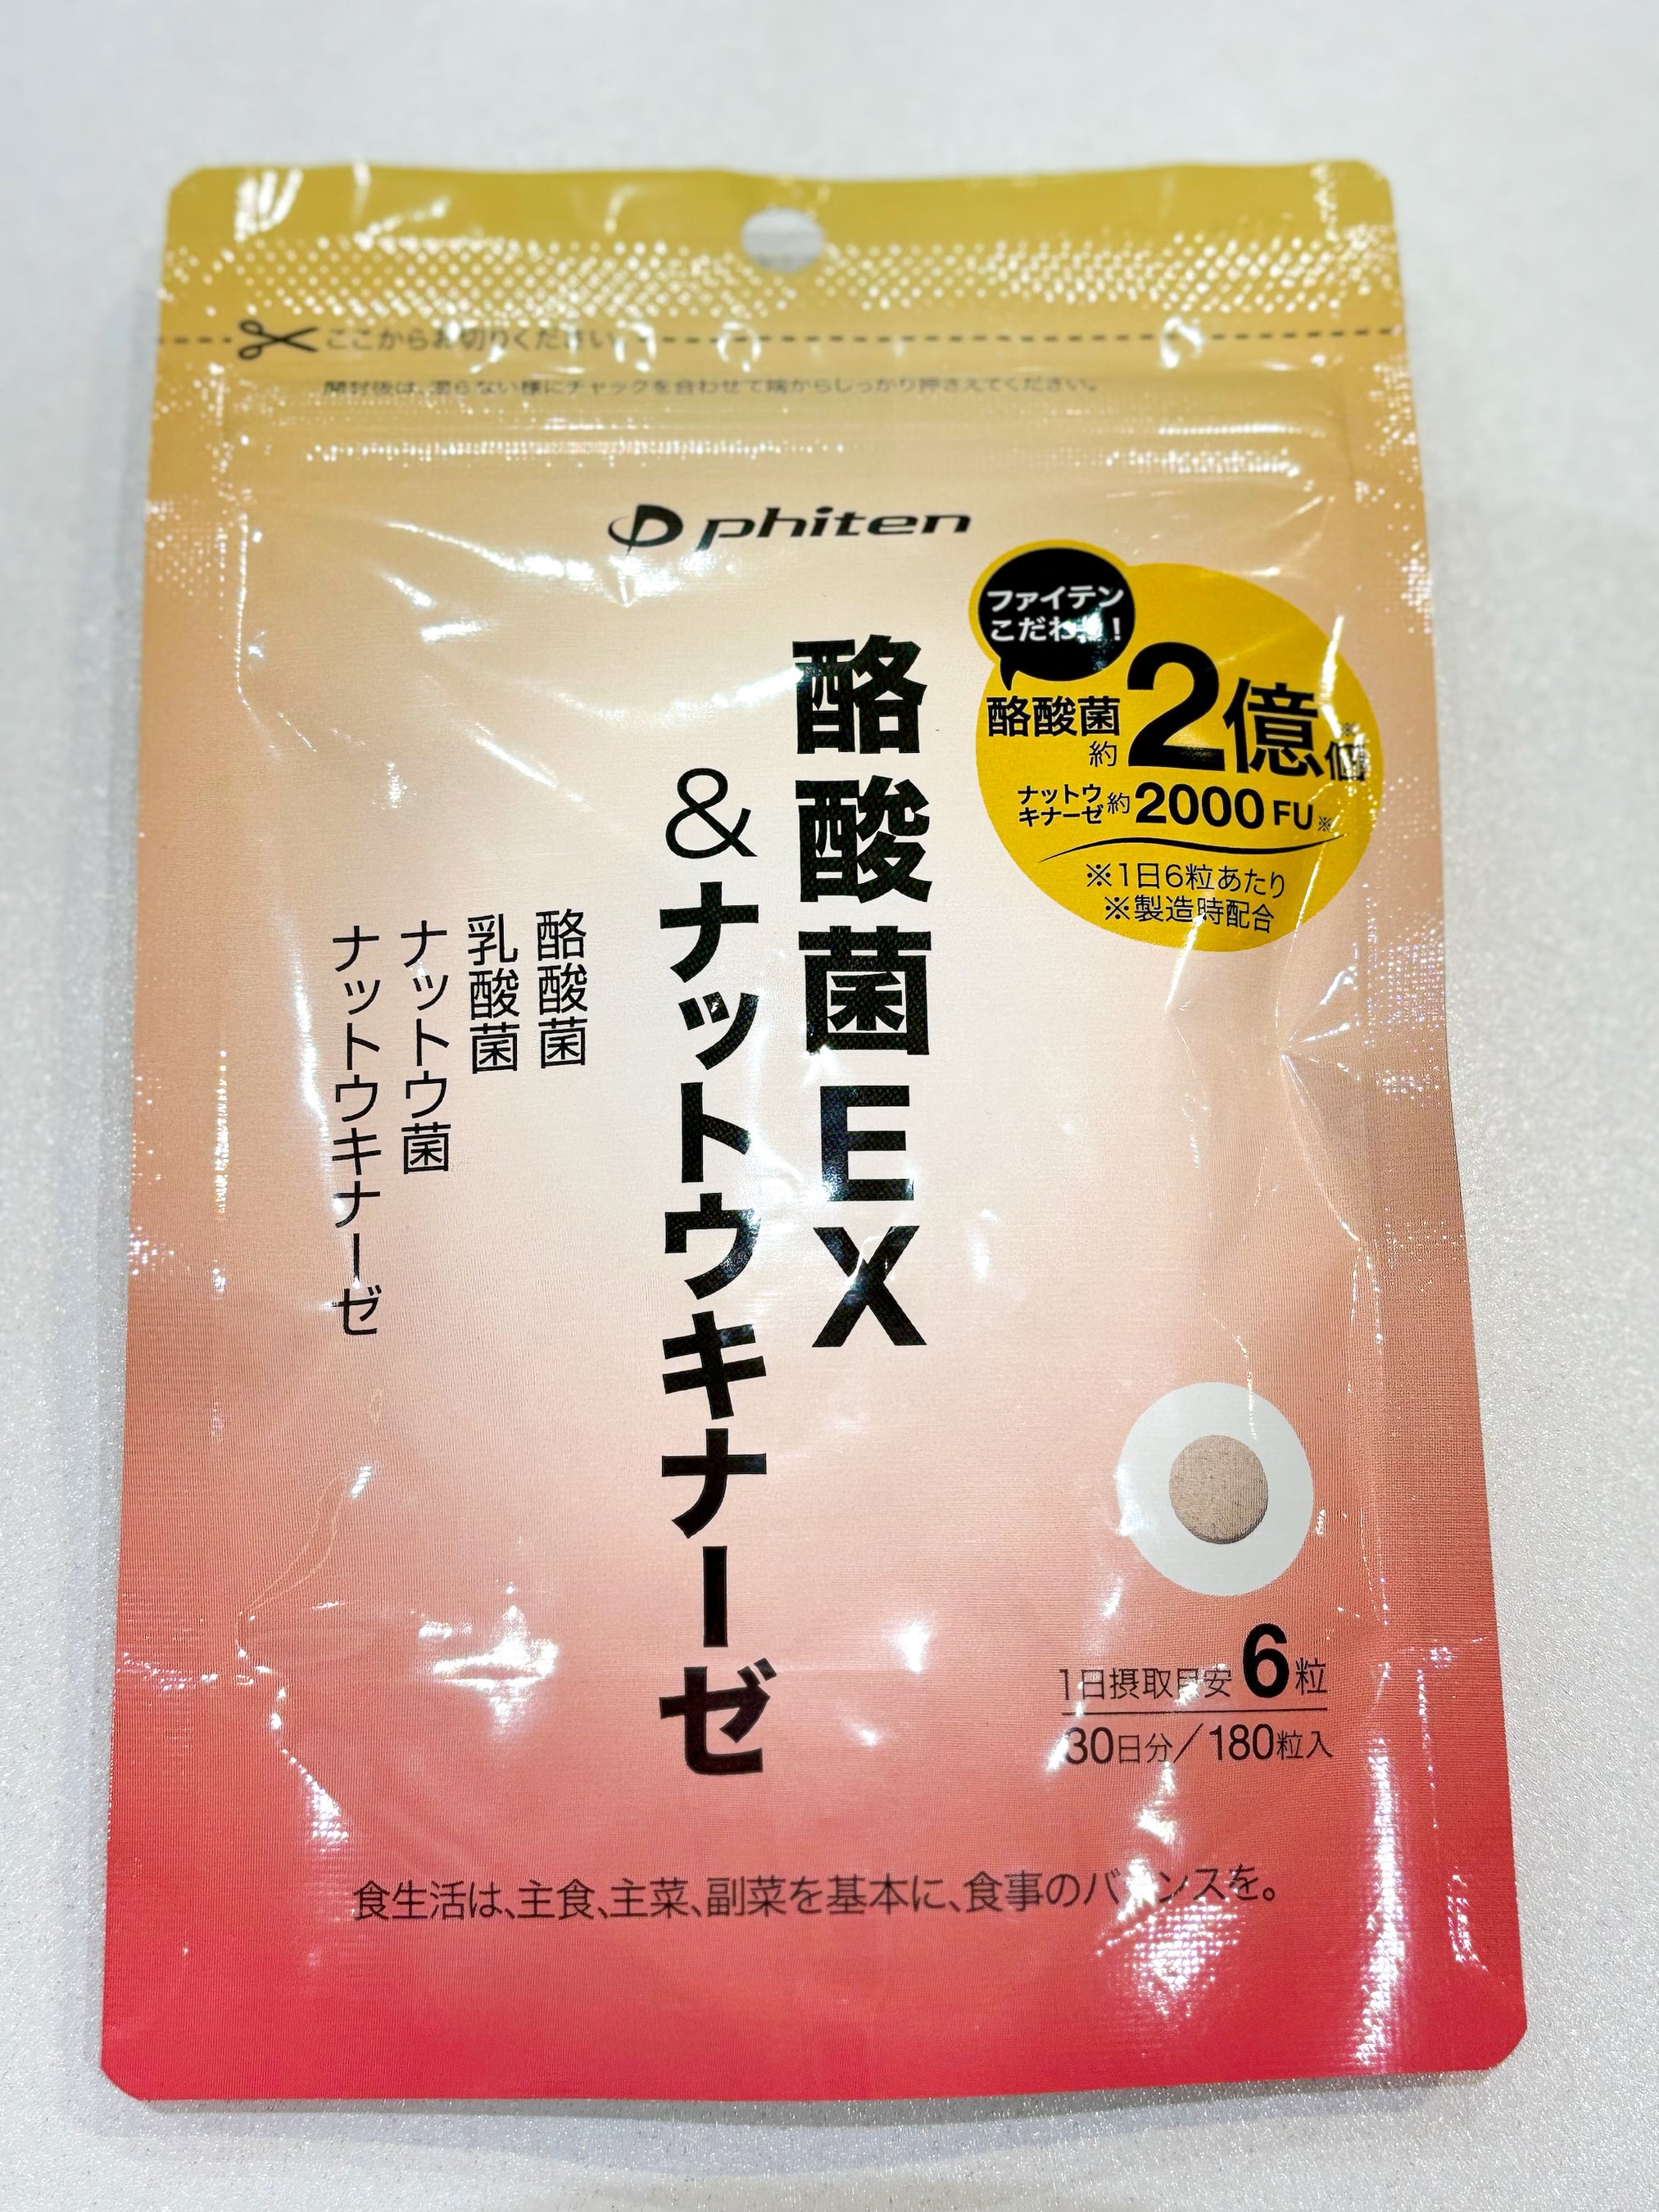 ここからお切りください。
開封後は、湿らない様にチャックを合わせて端からしっかり押さえてください。
phiten
ファイテン
こだわり！
酪酸菌
約2億個※
ナットウ
キナーゼ約2000FU※
※1日6粒あたり
※製造時配合
酪酸菌EX
&ナットウキナーゼ
酪酸菌
乳酸菌
ナットウ菌
ナットウキナーゼ
1日摂取目安6粒
30日分／180粒入
食生活は、主食、主菜、副菜を基本に、食事のバランスを。